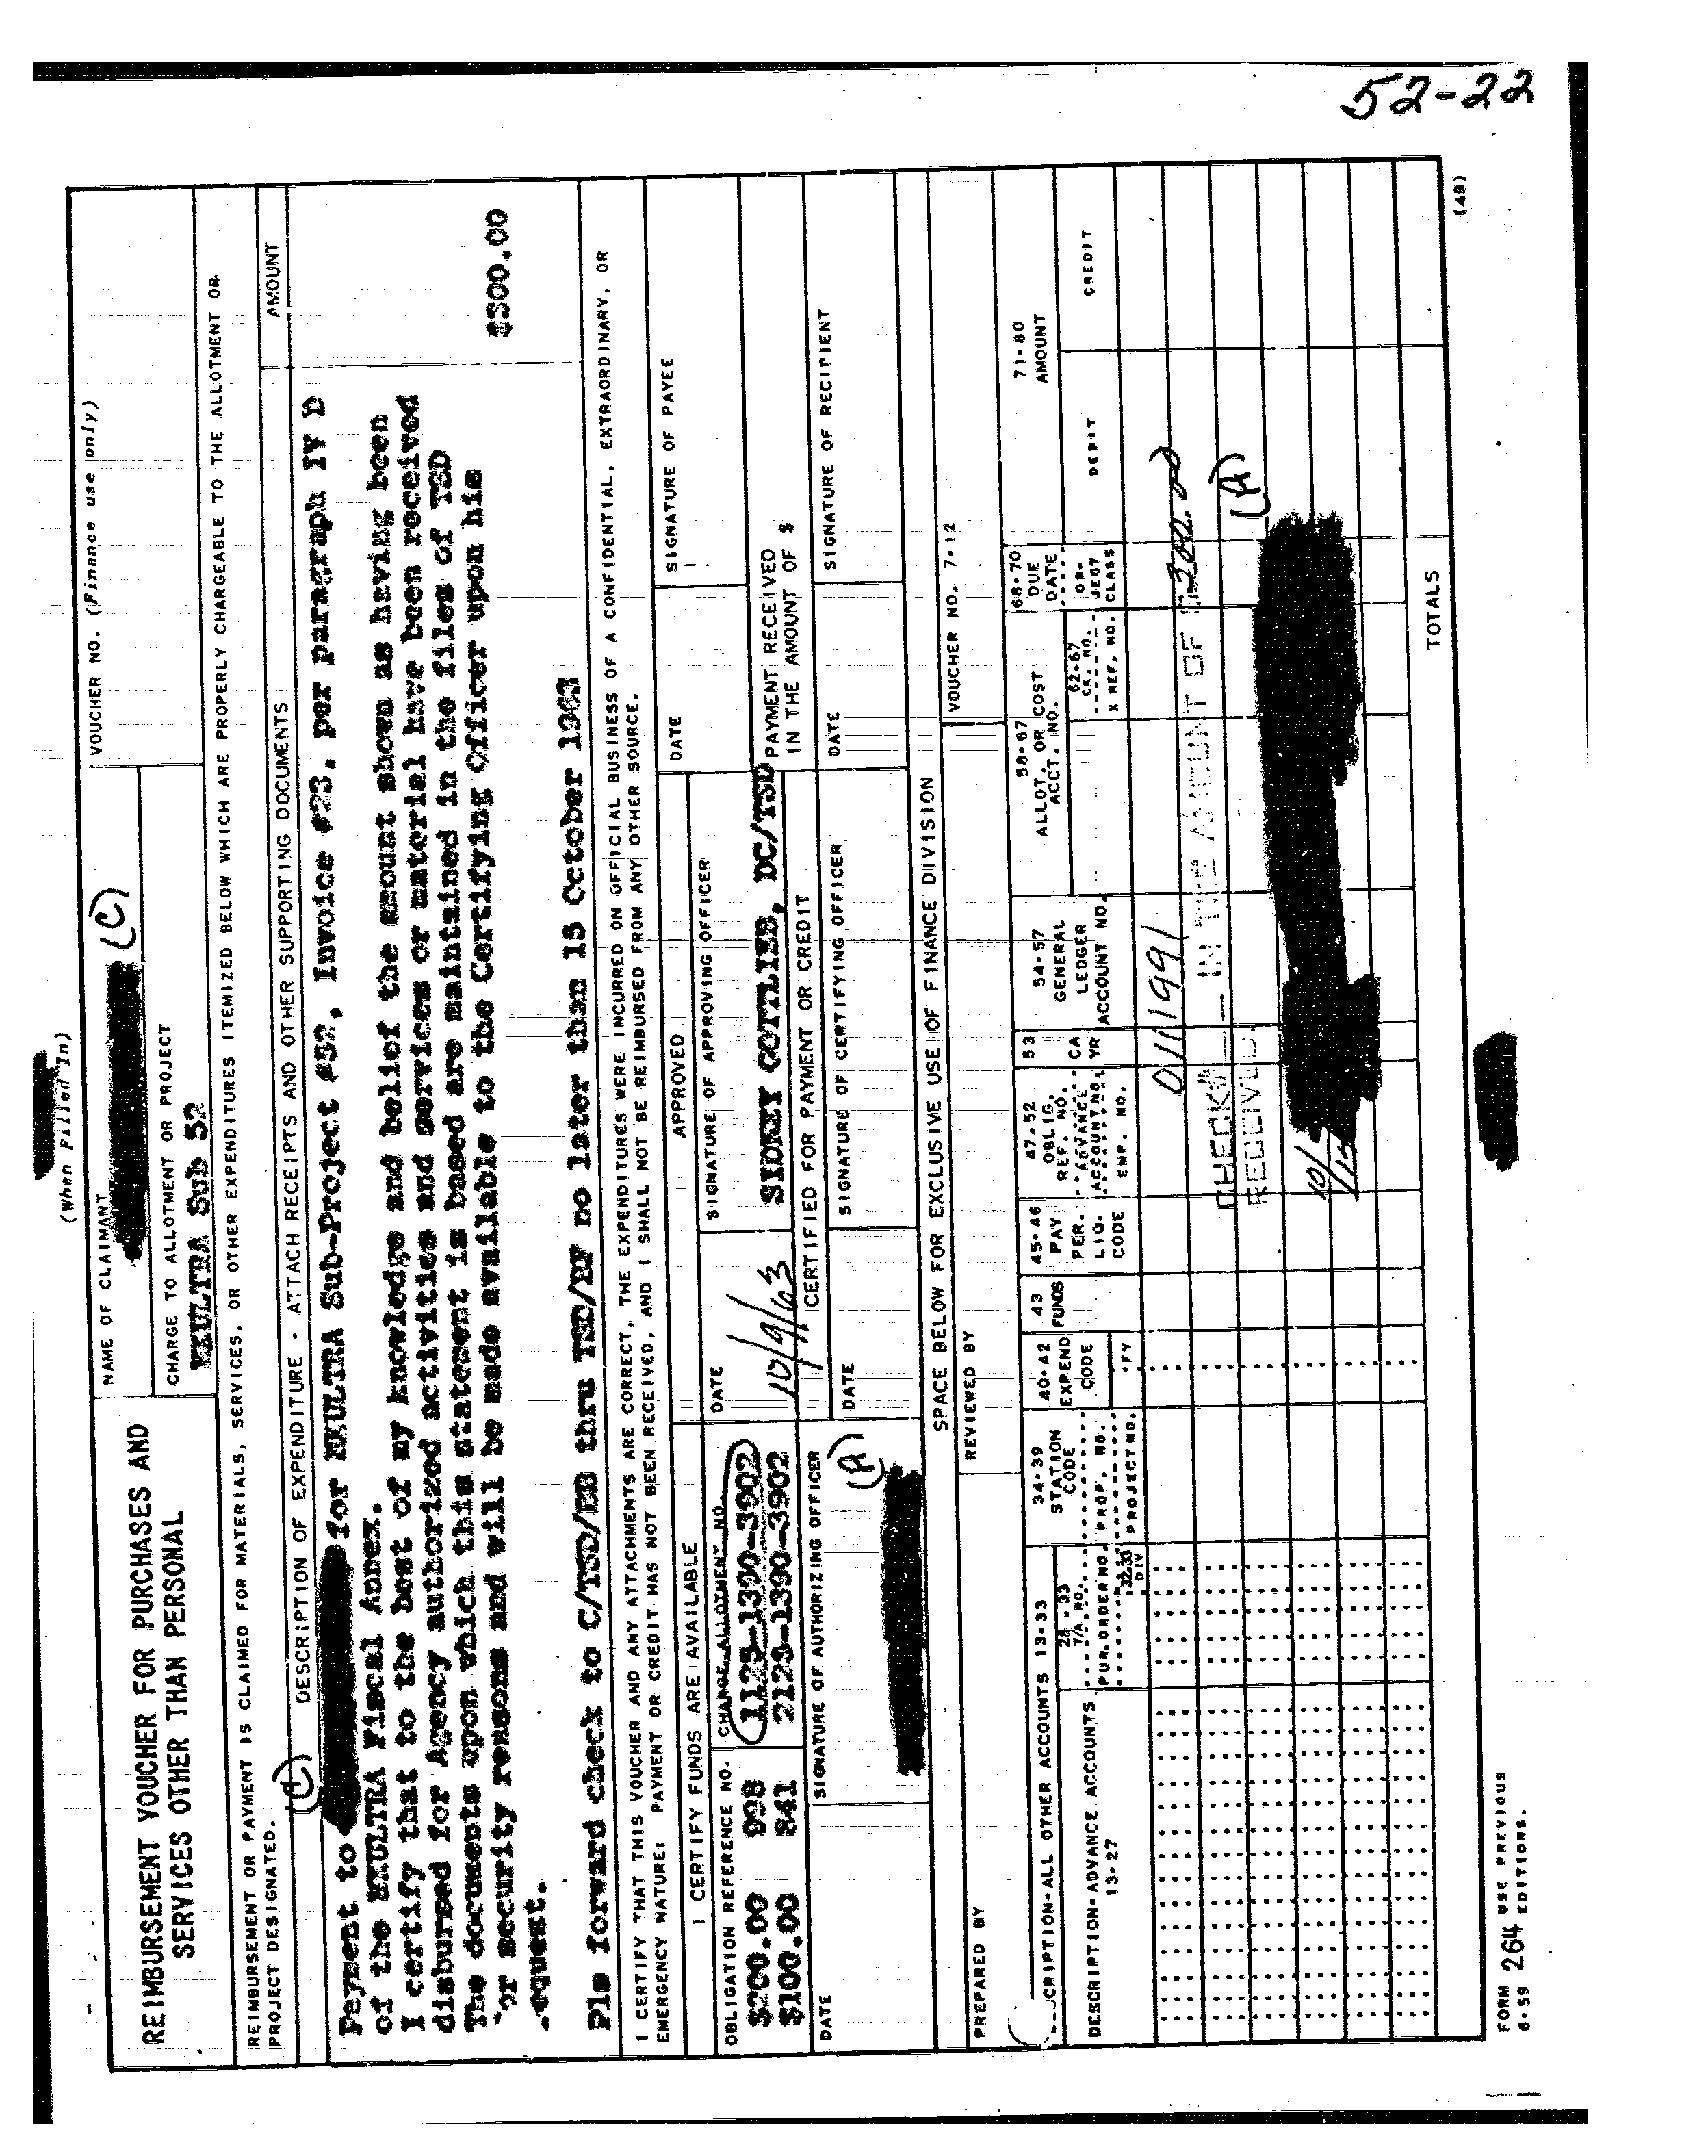 52-22
(When Filled In)
REIMBURSEMENT VOUCHER FOR PURCHASES AND
SERVICES OTHER THAN PERSONAL
NAME OF CLAIMANT
(C)
VOUCHER NO. (Finance use only)
CHARGE TO ALLOTMENT OR PROJECT
MKULTRA Sub 52
REIMBURSEMENT OR PAYMENT IS CLAIMED FOR MATERIALS, SERVICES, OR OTHER EXPENDITURES ITEMIZED BELOW WHICH ARE PROPERLY CHARGEABLE TO THE ALLOTMENT OR
PROJECT DESIGNATED.
DESCRIPTION OF EXPENDITURE - ATTACH RECEIPTS AND OTHER SUPPORTING DOCUMENTS
AMOUNT
Payment to for MKULTRA Sub-Project #52, Invoice #23, per paragraph IV D
of the MKULTRA Fiscal Annex.
I certify that to the best of my knowledge and belief the amount shown as having been
disbursed for Agency authorized activities and services or material have been received
The documents upon which this statement is based are maintained in the files of TSD
or security reasons and will be made available to the Certifying Officer upon his
equest.
$300.00
Pls forward check to C/TSD/BB thru TSD/BF no later than 15 October 1963
I CERTIFY THAT THIS VOUCHER AND ANY ATTACHMENTS ARE CORRECT, THE EXPENDITURES WERE INCURED ON OFFICIAL BUSINESS OF A CONFIDENTIAL, EXTRAORDINARY, OR
EMERGENCY NATURE; PAYMENT OR CREDIT HAS NOT BEEN RECEIVED, AND I SHALL NOT BE REIMBURSED FROM ANY OTHER SOURCE.
I CERTIFY FUNDS ARE AVAILABLE
APPROVED
DATE
SIGNATURE OF PAYEE
OBLIGATION REFERENCE NO.
CHARGE ALLOTMENT NO.
DATE
SIGNATURE OF APPROVING OFFICER
$200.00 998 1125-1390-3902
$100.00 841 2125-1390-3902
10/9/63
SIDNEY GOTTLIEB, DC/TSD
PAYMENT RECEIVED
IN THE AMOUNT OF $
CERTIFIED FOR PAYMENT OR CREDIT
DATE
SIGNATURE OF AUTHORIZING OFFICER
(A)
DATE
SIGNATURE OF CERTIFYING OFFICER
DATE
SIGNATURE OF RECIPIENT
SPACE BELOW FOR EXCLUSIVE USE OF FINANCE DIVISION
PREPARED BY
REVIEWED BY
VOUCHER NO. 7-12
CRIPTION-ALL OTHER ACCOUNTS 13-33
DESCRIPTION-ADVANCE ACCOUNTS
13-27
28-33
T/A NO.
PUR.ORDER NO.
32-33
DIV
34-39
STATION
CODE
PROP. NO.
PROJECT NO.
40-42
EXPEND
CODE
FY
43
FUNDS
45-46
PAY
PER.
LIQ.
CODE
47-52
OBLIG.
REF. NO.
ADVANCE
ACCOUNT NO.
EMP. NO.
53
CA
YR
54-57
GENERAL
LEDGER
ACCOUNT NO.
58-67
ALLOT. OR COST
ACCT. NO.
62-67
CK. NO.
X REF. NO.
68-70
DUE
DATE
OB-
JECT
CLASS
71-80
AMOUNT
DEBIT
CREDIT
CHECK# IN THE AMOUNT OF 300.00
RECEIVED
(A)
TOTALS
FORM 264 USE PREVIOUS
6-59 EDITIONS.
(49)